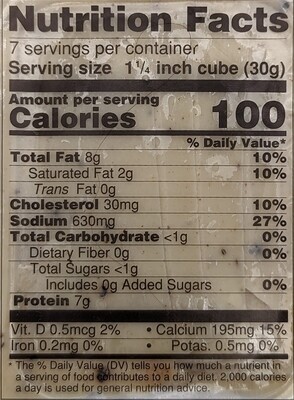 Nutrition Facts
7 servings per container
Serving size 1¼ inch cube (30g)
Amount per serving
Calories 100
% Daily Value*
Total Fat 8g 10%
Saturated Fat 2g 10%
Trans Fat 0g
Cholesterol 30mg 10%
Sodium 630mg 27%
Total Carbohydrate <1g 0%
Dietary Fiber 0g 0%
Total Sugars <1g
Includes 0g Added Sugars 0%
Protein 7g
Vit. D 0.5mcg 2% • Calcium 195mg 15%
Iron 0.2mg 0% • Potas. 0.5mg 0%
* The % Daily Value (DV) tells you how much a nutrient in
a serving of food contributes to a daily diet. 2,000 calories
a day is used for general nutrition advice.